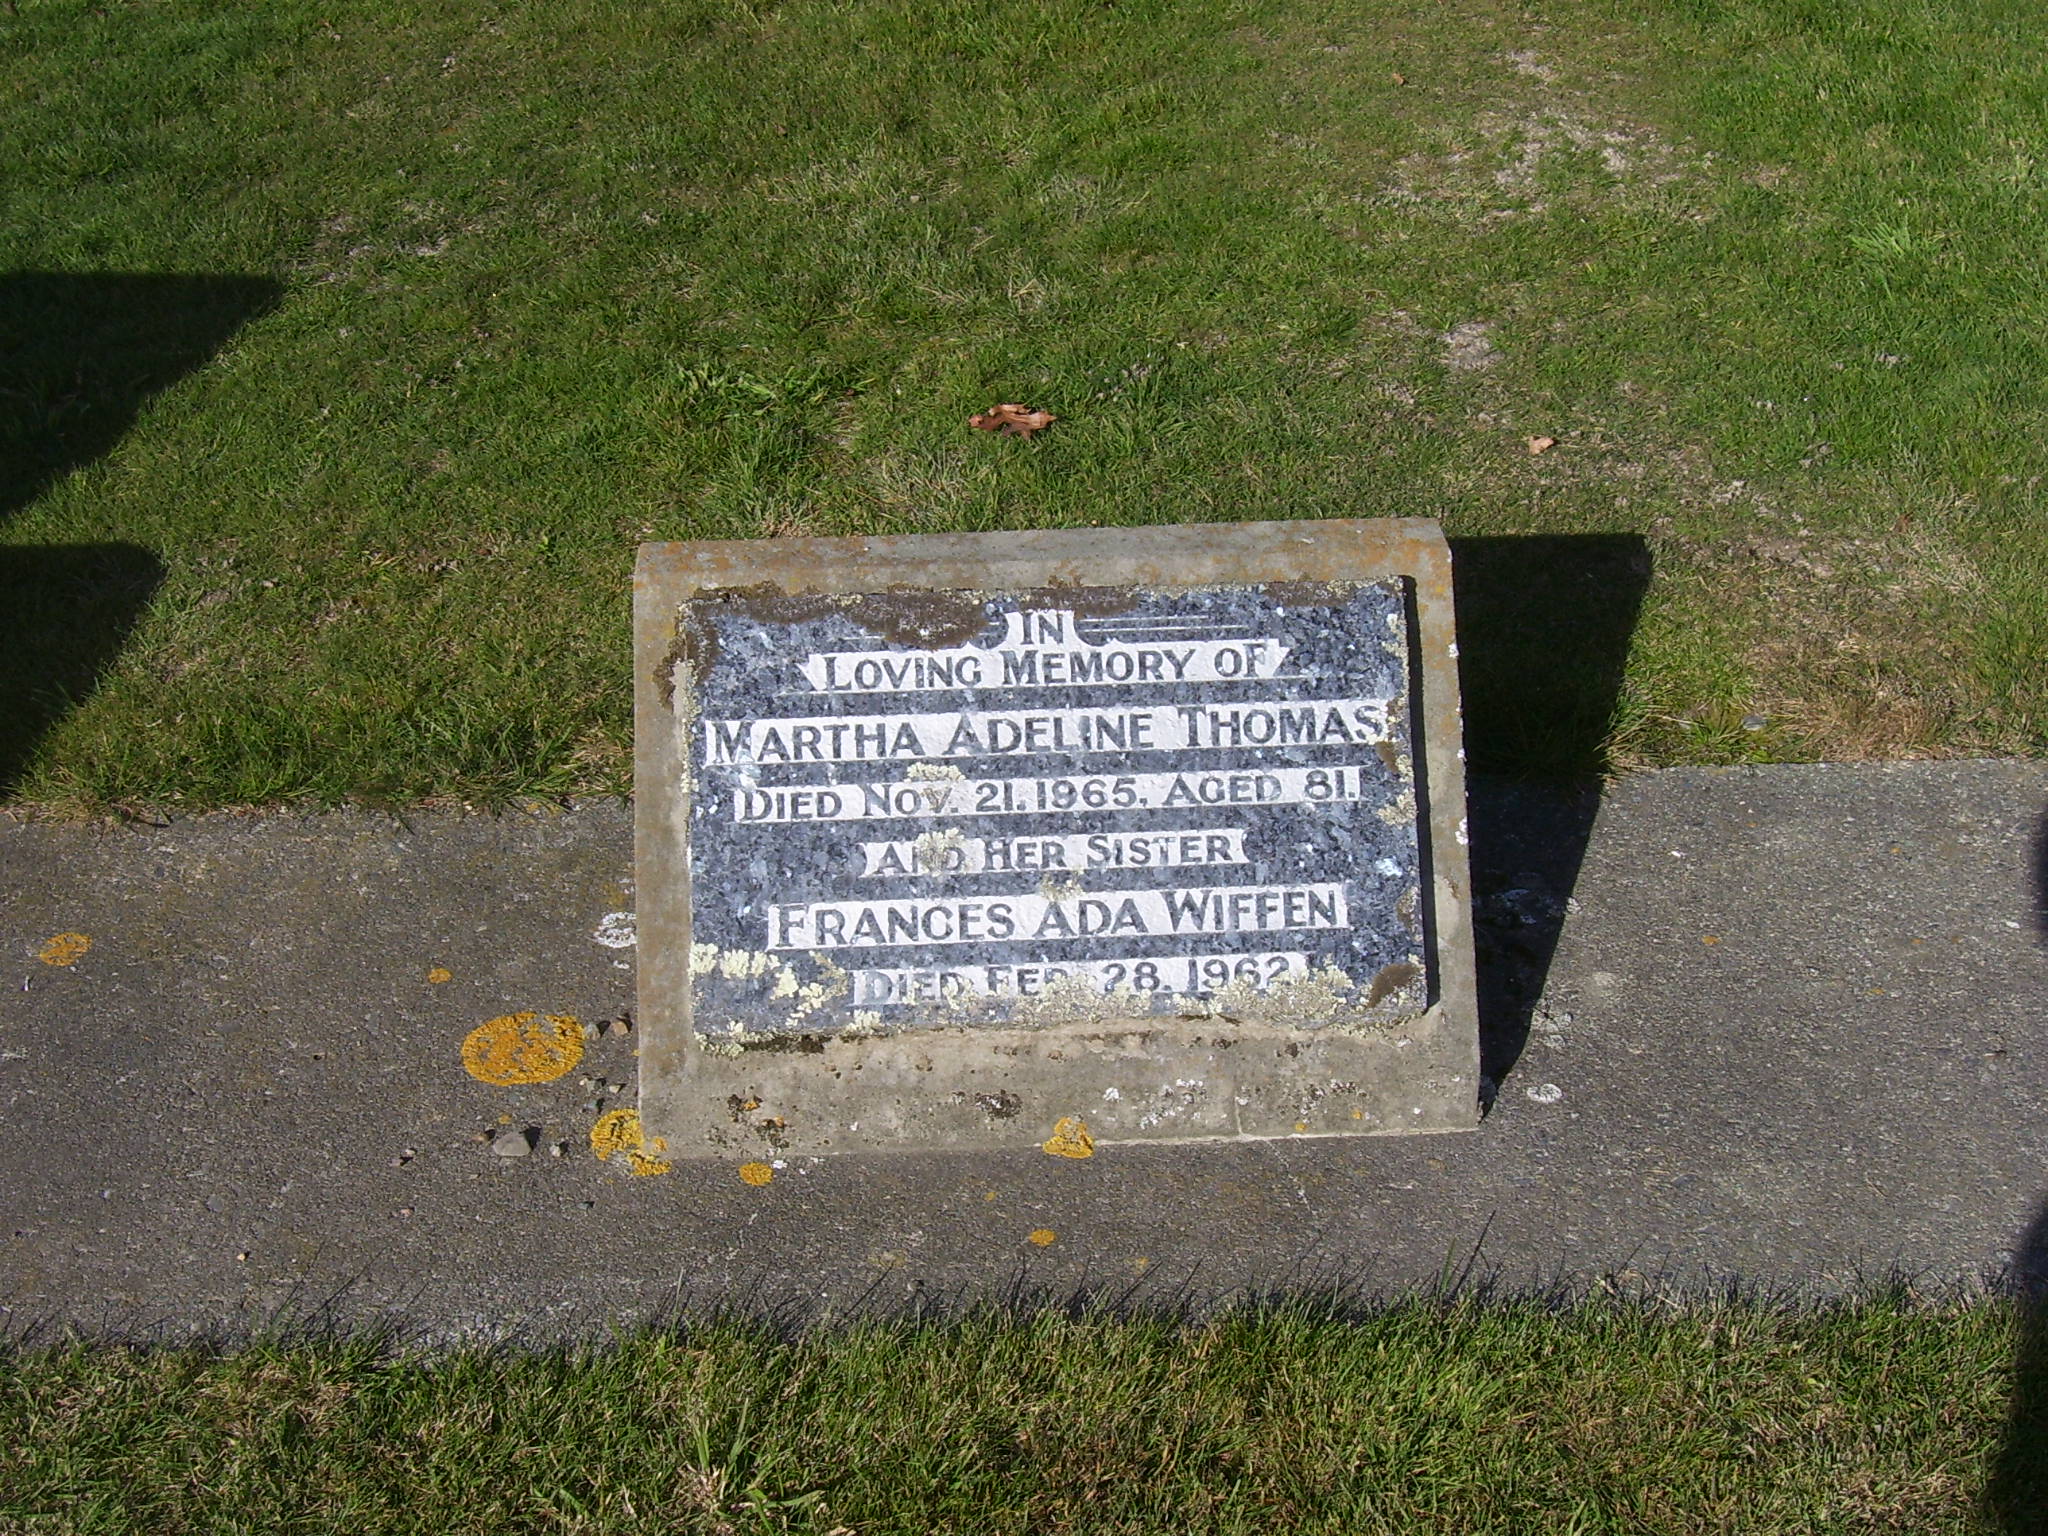 IN
LOVING MEMORY OF
MARTHA ADELINE THOMAS
DIED NOV. 21. 1965, AGED 81.
AND HER SISTER
FRANCES ADA WIFFEN
DIED FEB. 28. 1962